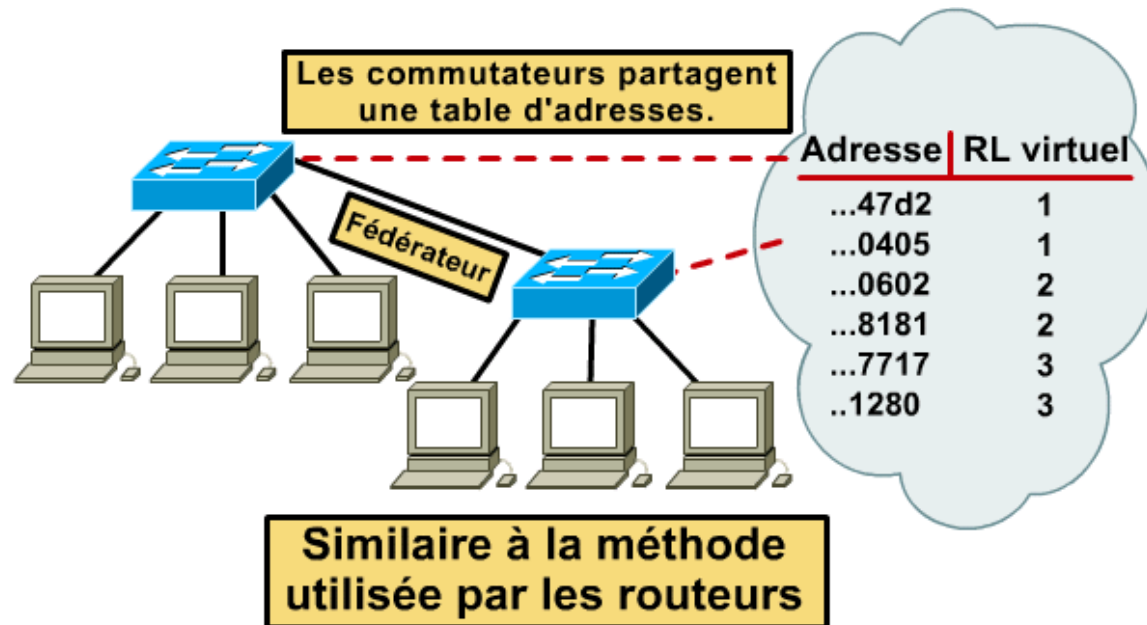 Les commutateurs partagent
une table d'adresses.
Fédérateur
Adresse RL virtuel
...47d2 1
...0405 1
...0602 2
...8181 2
...7717 3
..1280 3
Similaire à la méthode
utilisée par les routeurs